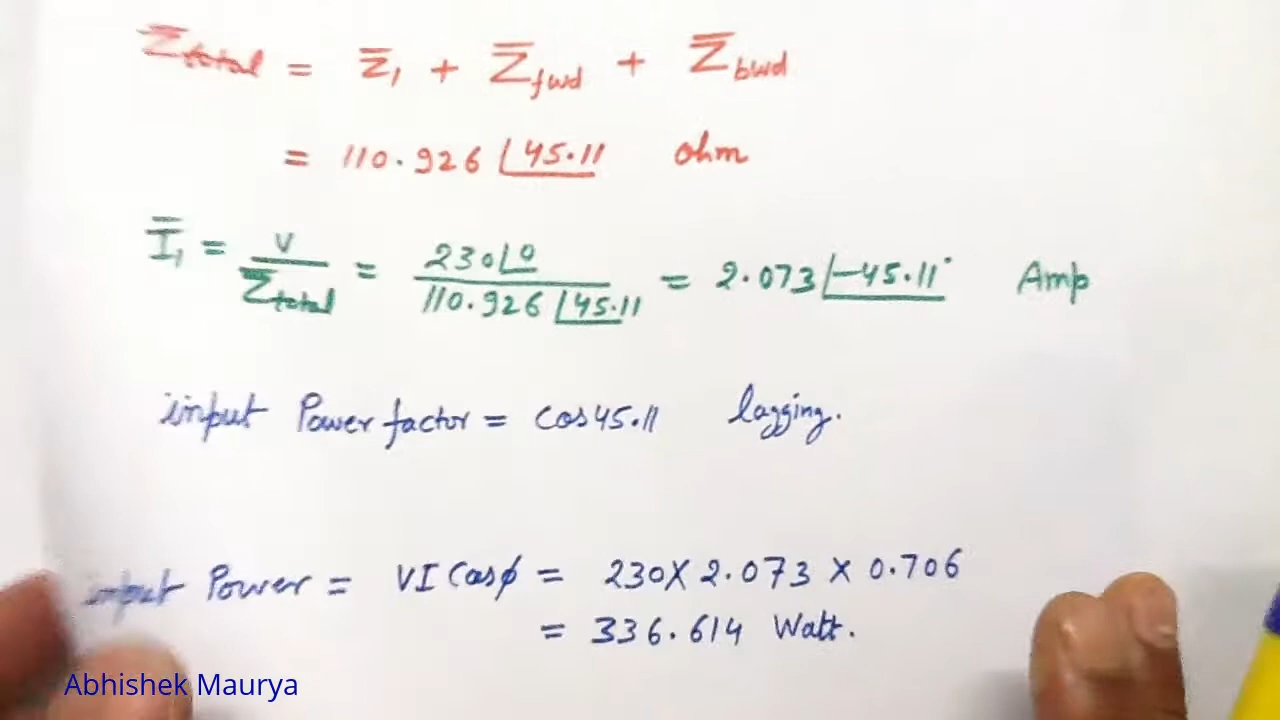 Z̅total = Z̅1 + Z̅fwd + Z̅bwd
= 110.926 ∠45.11 ohm
I̅1 = V / Z̅total = 230∠0 / 110.926 ∠45.11 = 2.073 ∠-45.11° Amp
input Power factor = cos45.11 lagging.
input Power = VI Cosϕ = 230 X 2.073 X 0.706
= 336.614 Watt.
Abhishek Maurya